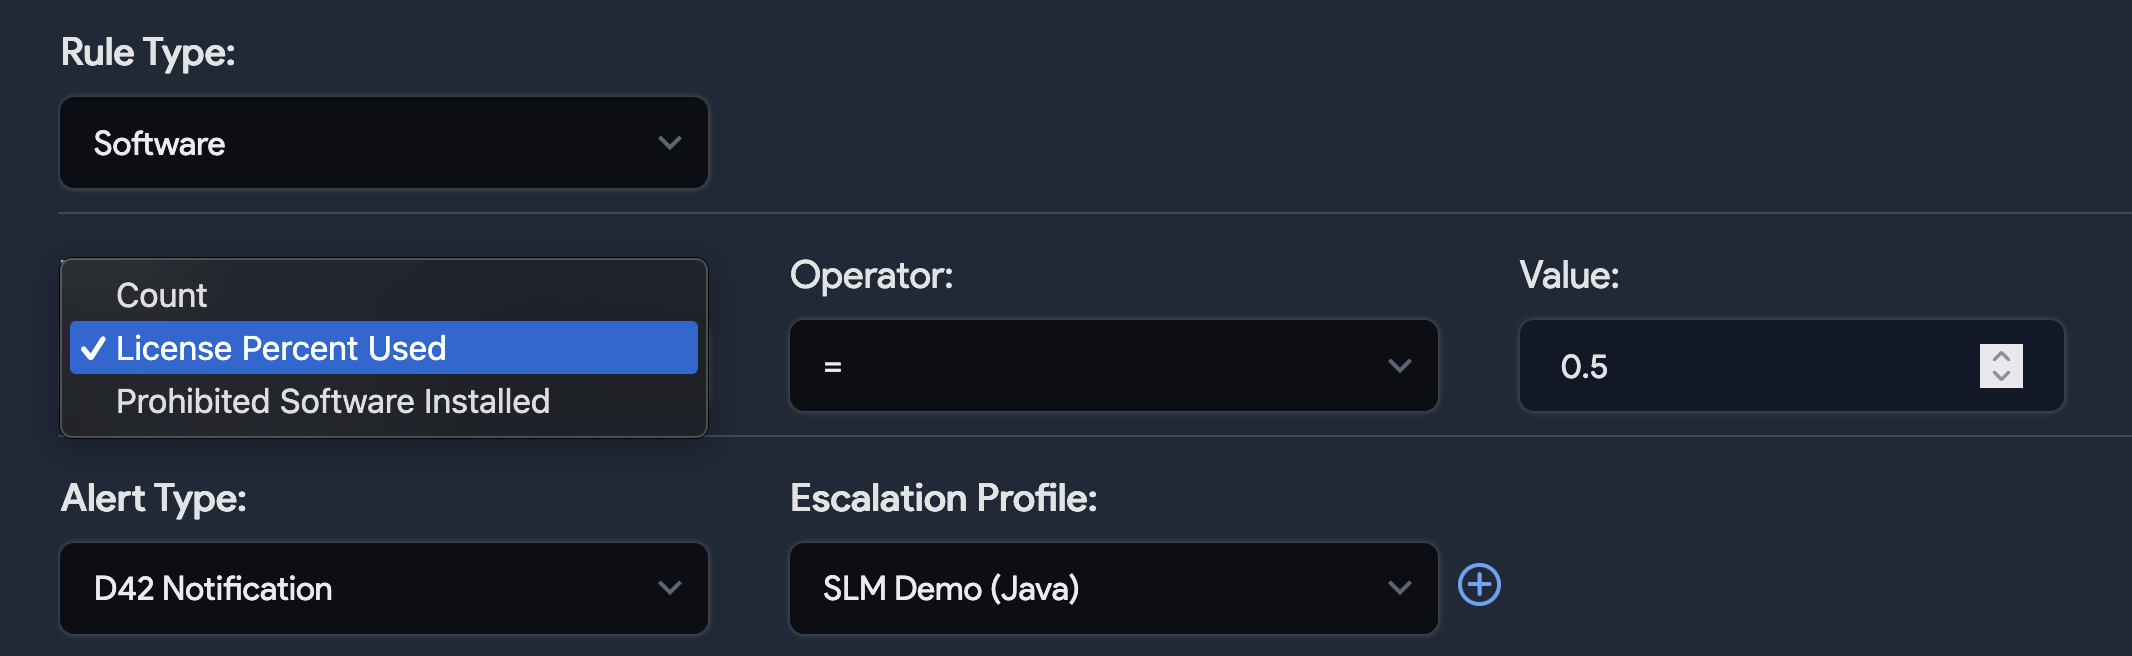 Rule Type:
Software
Count
License Percent Used
Prohibited Software Installed
Operator:
=
Value:
0.5
Alert Type:
D42 Notification
Escalation Profile:
SLM Demo (Java)